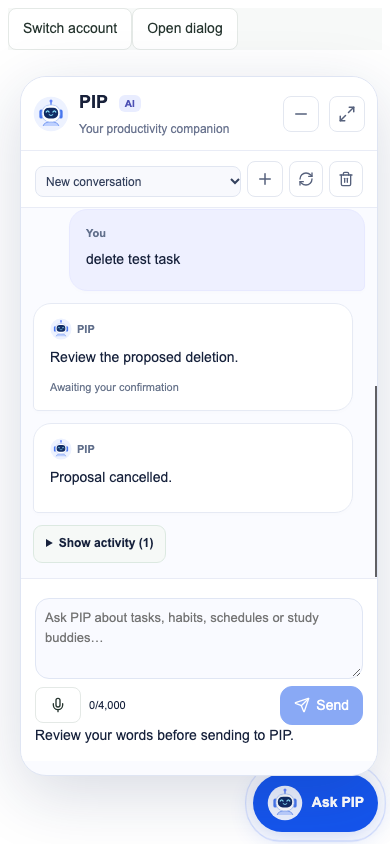 Switch account
Open dialog
PIP
AI
Your productivity companion
New conversation
You
delete test task
PIP
Review the proposed deletion.
Awaiting your confirmation
PIP
Proposal cancelled.
Show activity (1)
Ask PIP about tasks, habits, schedules or study
buddies…
0/4,000
Send
Review your words before sending to PIP.
Ask PIP